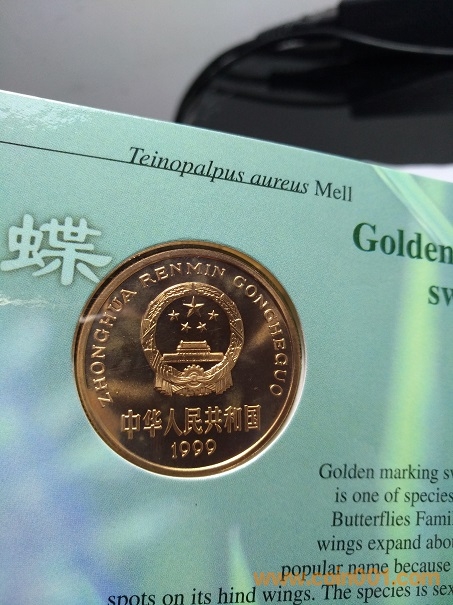 Teinopalpus aureus Mell
Golden
sw
蝶
ZHONGHUA RENMIN GONGHEGUO
中华人民共和国
1999
Golden marking sw
is one of species
Butterflies Fami
wings expand abou
popular name because
spots on its hind wings. The species is sex